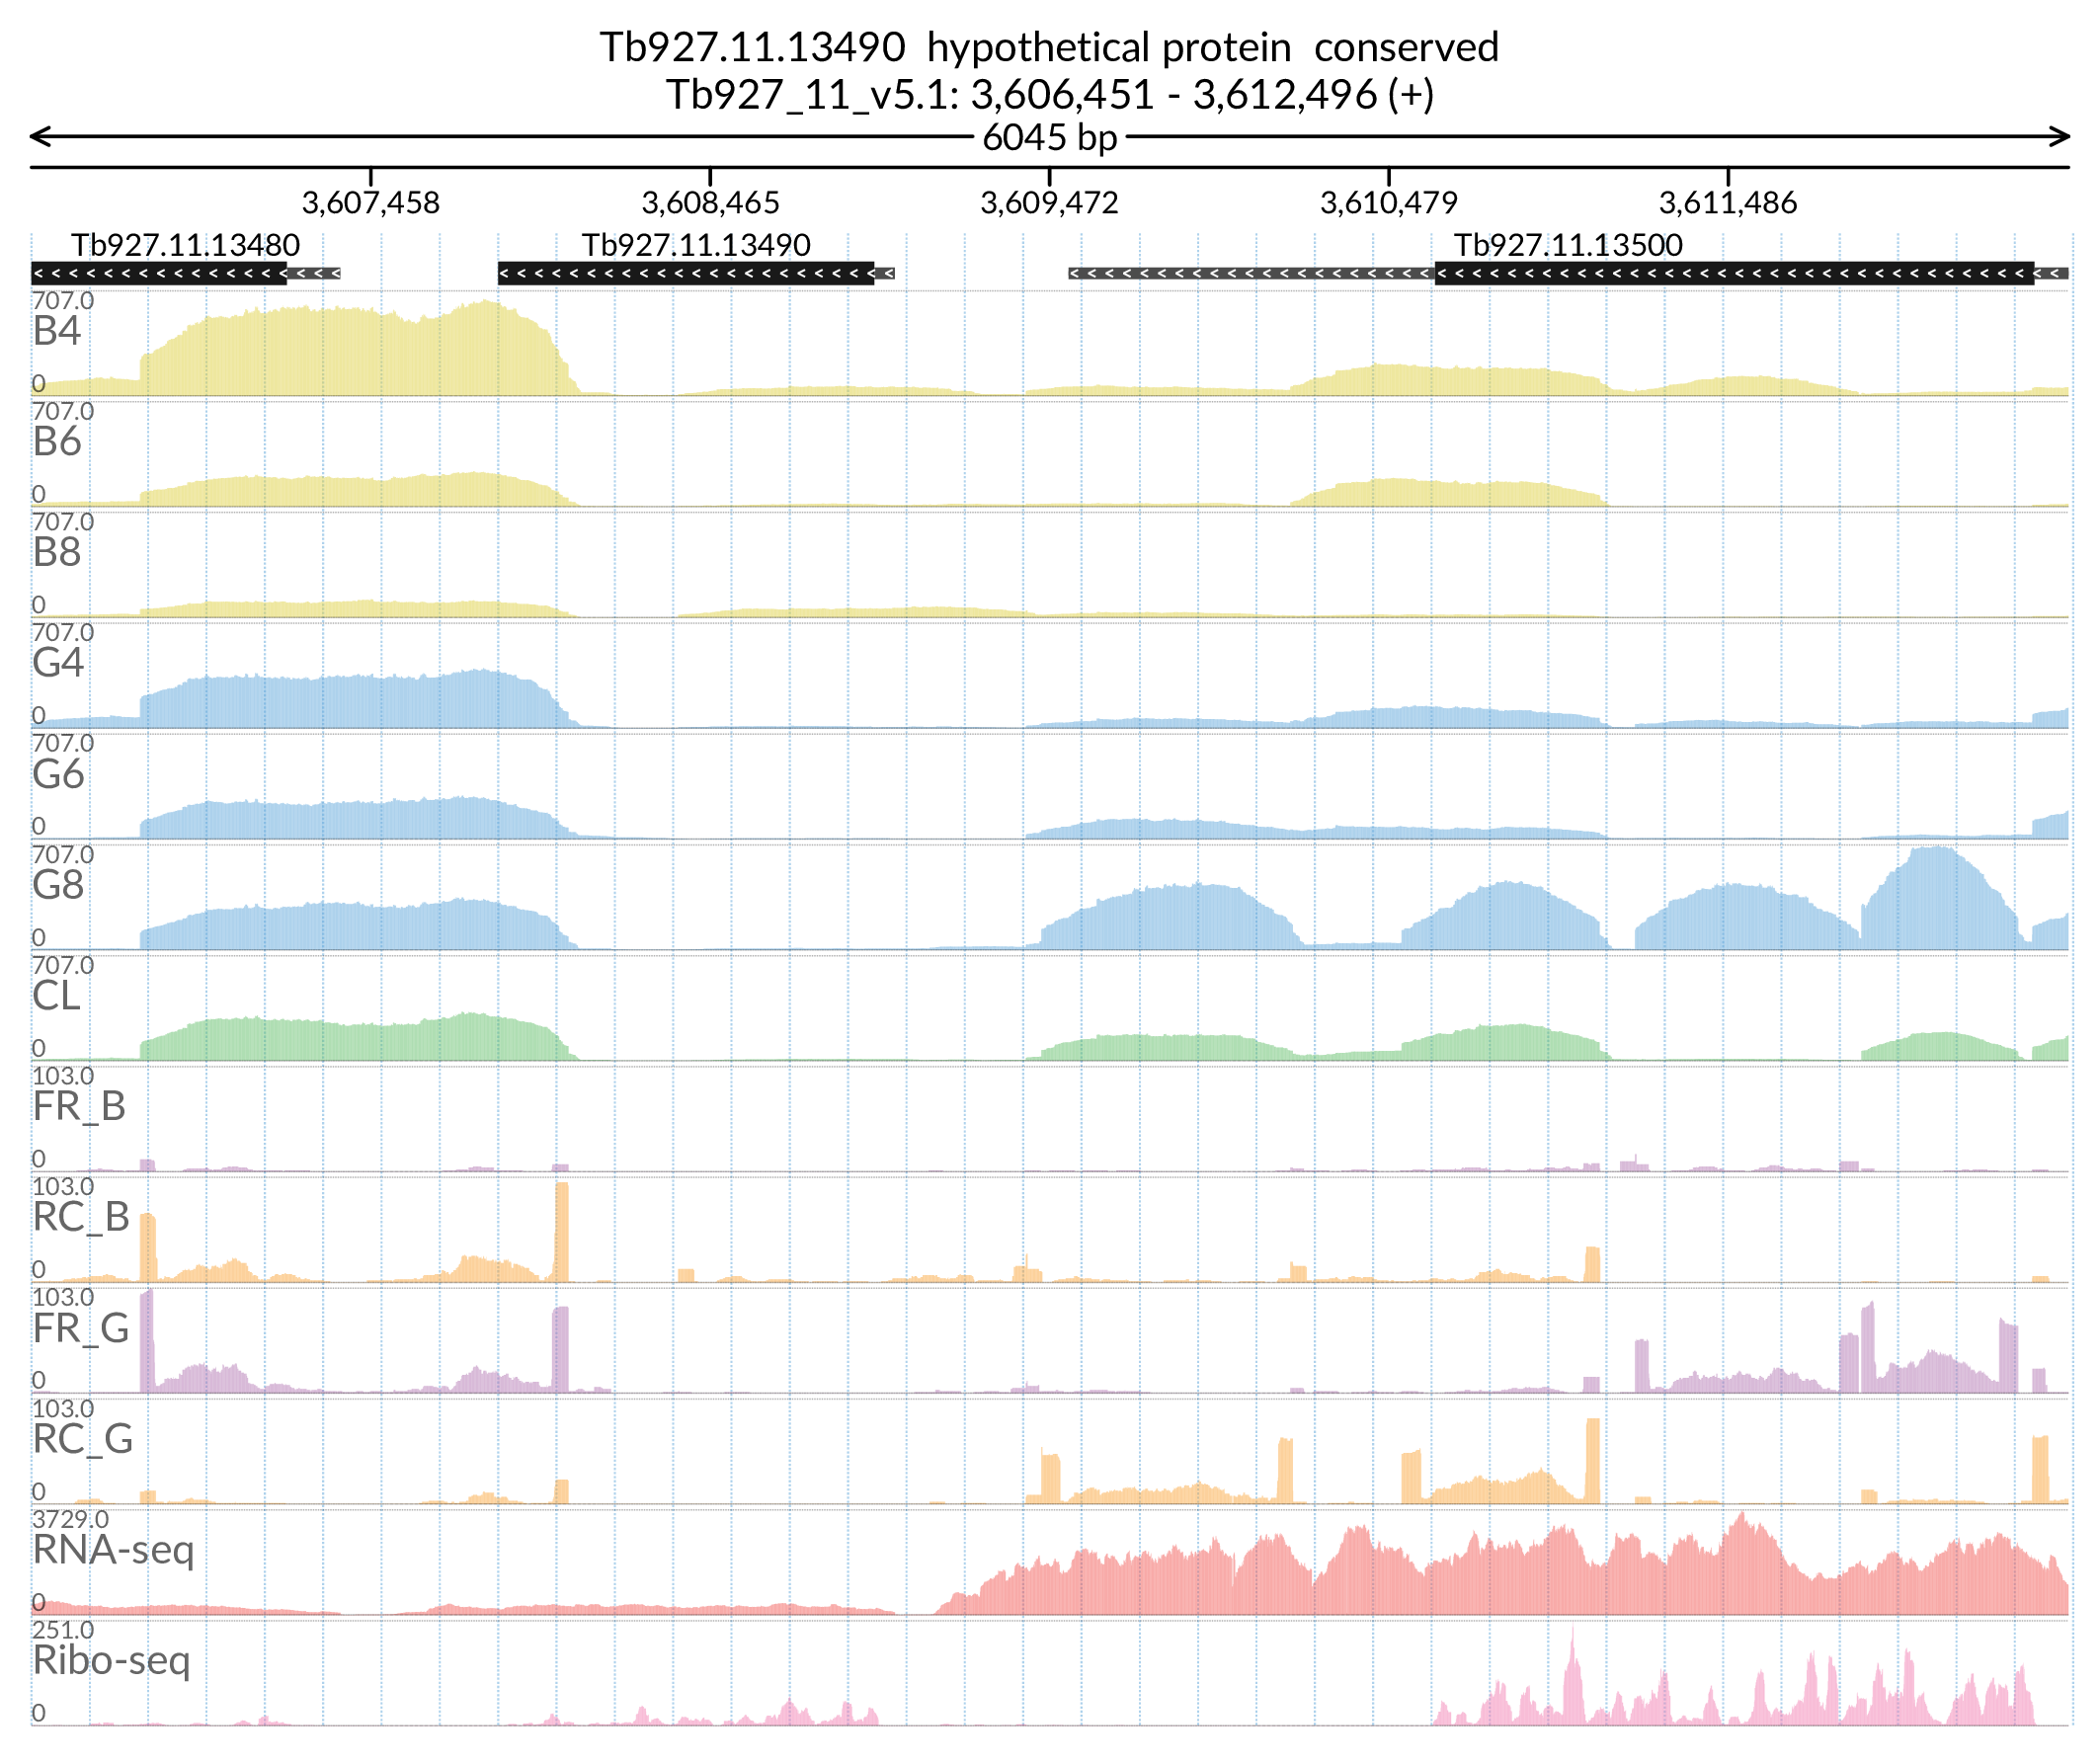 Tb927.11.13490  hypothetical protein  conserved
Tb927_11_v5.1: 3,606,451 - 3,612,496 (+)
6045 bp
3,607,458 3,608,465 3,609,472 3,610,479 3,611,486
Tb927.11.13480 Tb927.11.13490 Tb927.11.13500
707.0
B4
0
707.0
B6
0
707.0
B8
0
707.0
G4
0
707.0
G6
0
707.0
G8
0
707.0
CL
0
103.0
FR_B
0
103.0
RC_B
0
103.0
FR_G
0
103.0
RC_G
0
3729.0
RNA-seq
0
251.0
Ribo-seq
0